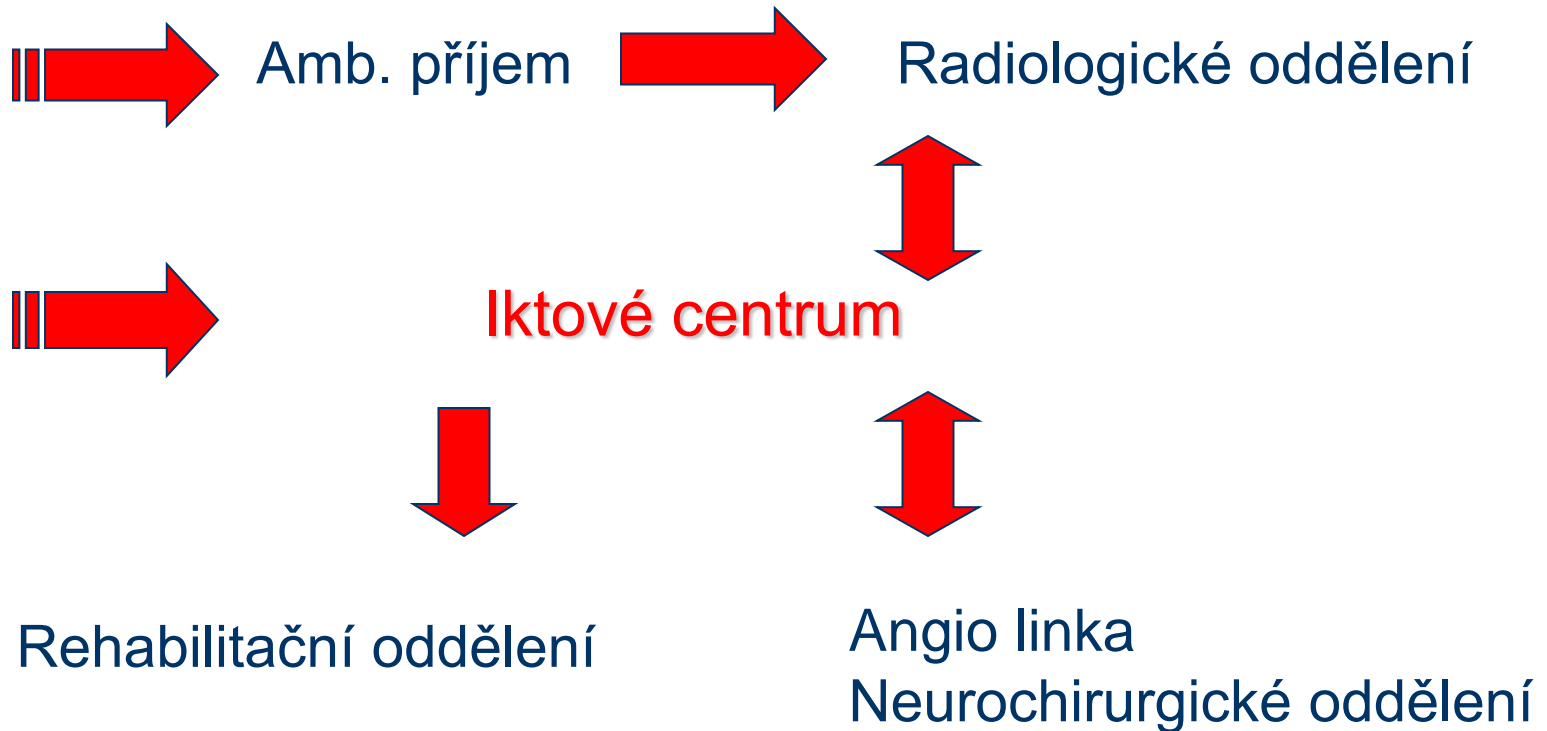 Amb. příjem
Radiologické oddělení
Iktové centrum
Rehabilitační oddělení
Angio linka
Neurochirurgické oddělení